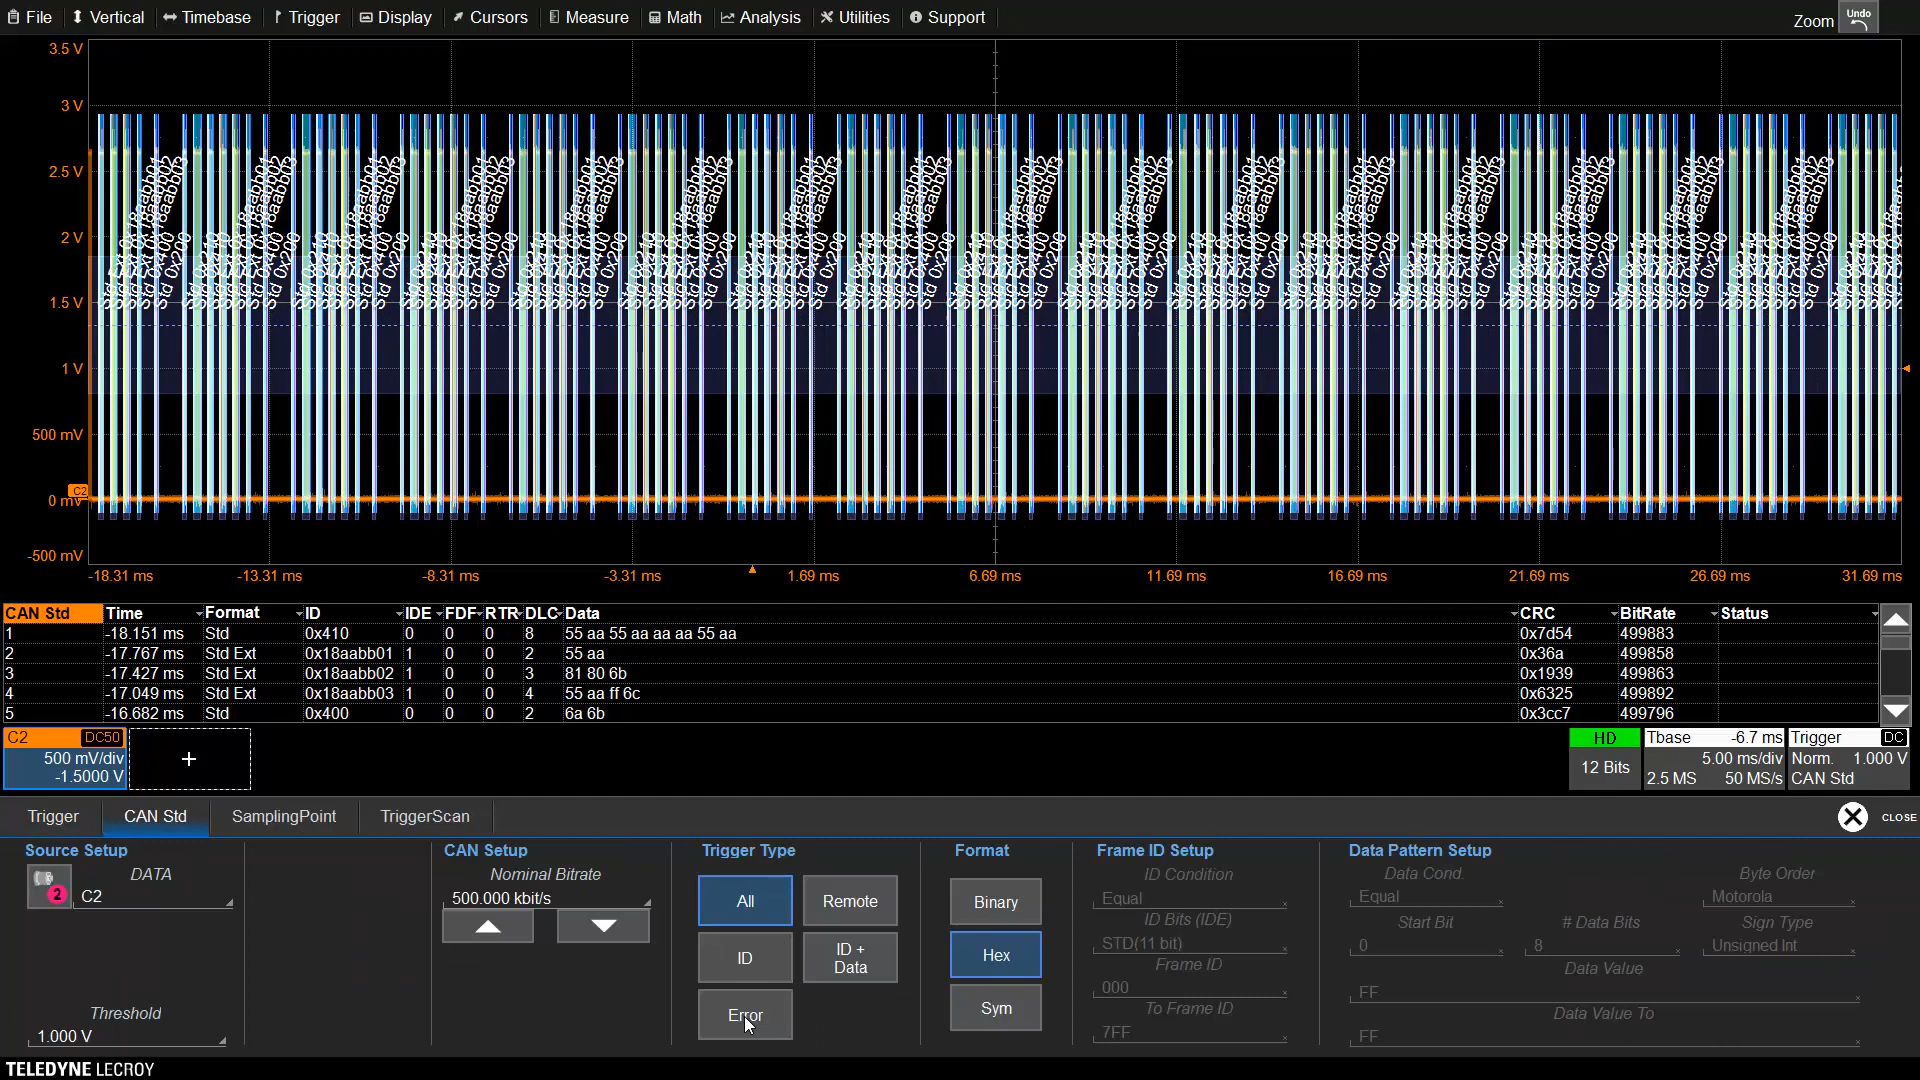 File Vertical Timebase Trigger Display Cursors Measure Math Analysis Utilities Support Zoom Undo
3.5 V
3 V
2.5 V
2 V
1.5 V
1 V
500 mV
C2
0 mV
-500 mV
-18.31 ms -13.31 ms -8.31 ms -3.31 ms 1.69 ms 6.69 ms 11.69 ms 16.69 ms 21.69 ms 26.69 ms 31.69 ms
CAN Std Time Format ID IDE FDF RTR DLC Data CRC BitRate Status
1 -18.151 ms Std 0x410 0 0 0 8 55 aa 55 aa aa aa 55 aa 0x7d54 499883
2 -17.767 ms Std Ext 0x18aabb01 1 0 0 2 55 aa 0x36a 499858
3 -17.427 ms Std Ext 0x18aabb02 1 0 0 3 81 80 6b 0x1939 499863
4 -17.049 ms Std Ext 0x18aabb03 1 0 0 4 55 aa ff 6c 0x6325 499892
5 -16.682 ms Std 0x400 0 0 0 2 6a 6b 0x3cc7 499796
C2 DC50
500 mV/div
-1.5000 V
+
HD
12 Bits
Tbase -6.7 ms
5.00 ms/div
2.5 MS 50 MS/s
Trigger DC
Norm. 1.000 V
CAN Std
Trigger CAN Std SamplingPoint TriggerScan CLOSE
Source Setup
DATA
2
C2
Threshold
1.000 V
CAN Setup
Nominal Bitrate
500.000 kbit/s
Trigger Type
All Remote
ID ID + Data
Error
Format
Binary
Hex
Sym
Frame ID Setup
ID Condition
Equal
ID Bits (IDE)
STD(11 bit)
Frame ID
000
To Frame ID
7FF
Data Pattern Setup
Data Cond. Byte Order
Equal Motorola
Start Bit # Data Bits Sign Type
0 8 Unsigned Int
Data Value
FF
Data Value To
FF
TELEDYNE LECROY